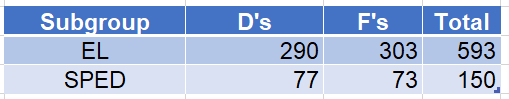 Subgroup D's F's Total
EL 290 303 593
SPED 77 73 150